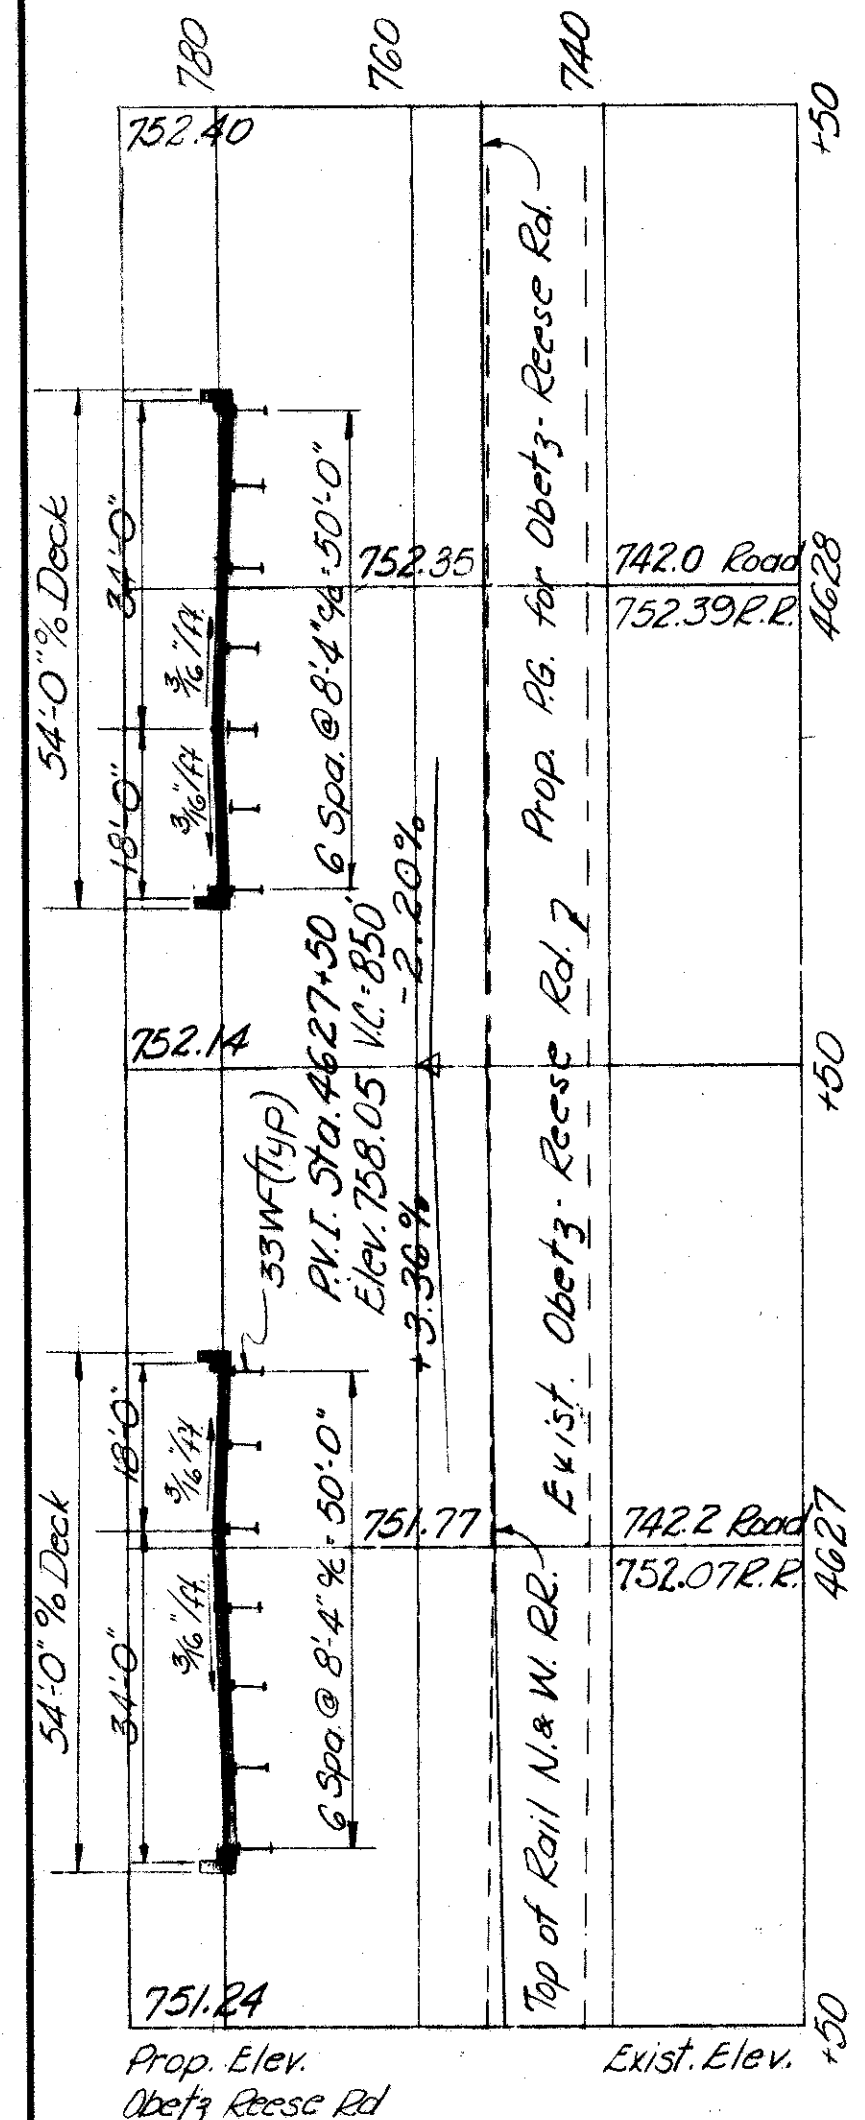 780
760
740
752.40
+50
54'-0" % Deck
34'-0"
18'-0"
3/16"/ft.
3/16"/ft
6 Spa. @ 8'-4" c/c = 50'-0"
752.35
742.0 Road
752.39 R.R.
4628
Prop. P.G. for Obetz-Reese Rd.
752.14
+50
33WF (Typ)
P.V.I. Sta. 4627+50
Elev. 758.05 V.C. = 850'
+3.36%
-2.20%
Exist. Obetz-Reese Rd.
54'-0" % Deck
18'-0"
34'-0"
3/16"/ft.
3/16"/ft.
6 Spa. @ 8'-4" c/c = 50'-0"
751.77
742.2 Road
752.07 R.R.
4627
Top of Rail N. & W. RR.
751.24
+50
Prop. Elev.
Obetz Reese Rd
Exist. Elev.